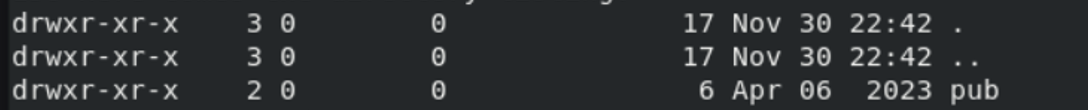 drwxr-xr-x    3 0        0              17 Nov 30 22:42 .
drwxr-xr-x    3 0        0              17 Nov 30 22:42 ..
drwxr-xr-x    2 0        0               6 Apr 06  2023 pub